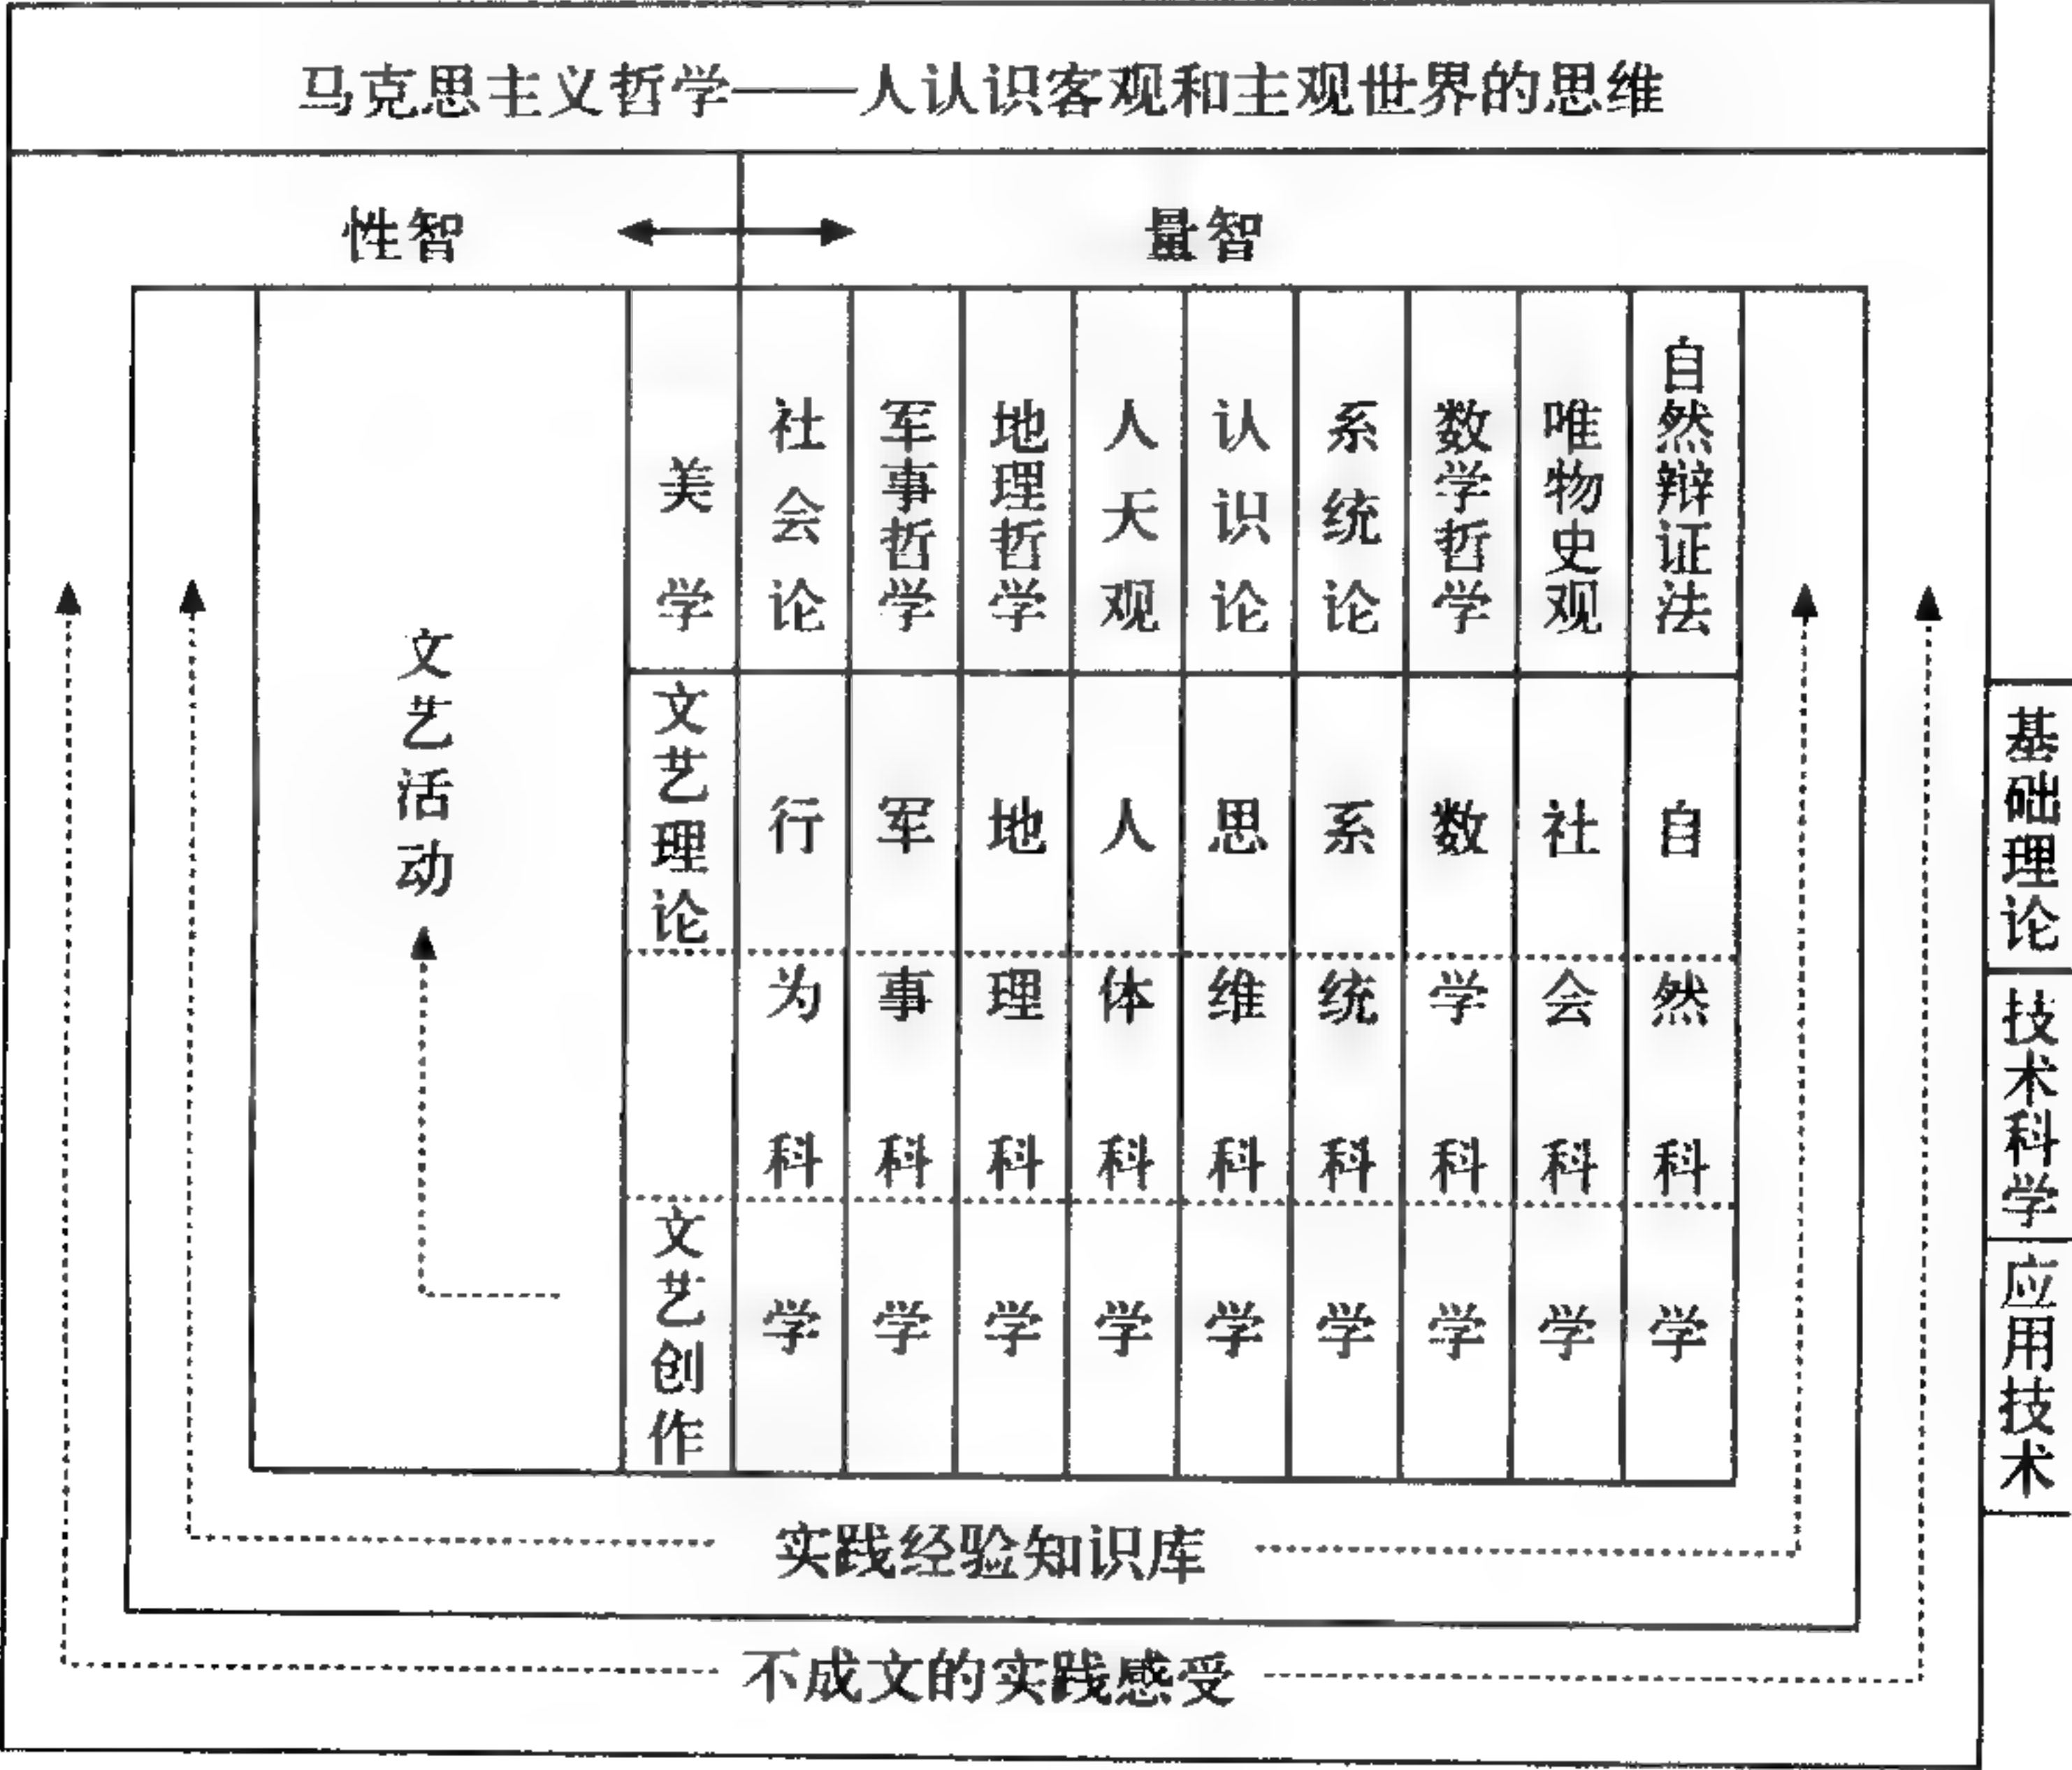 马克思主义哲学——人认识客观和主观世界的思维
性智
量智
文艺活动
美学
社会论
军事哲学
地理哲学
人天观
认识论
系统论
数学哲学
唯物史观
自然辩证法
文艺理论
文艺创作
行为科学
军事科学
地理科学
人体科学
思维科学
系统科学
数学科学
社会科学
自然科学
基础理论
技术科学
应用技术
实践经验知识库
不成文的实践感受